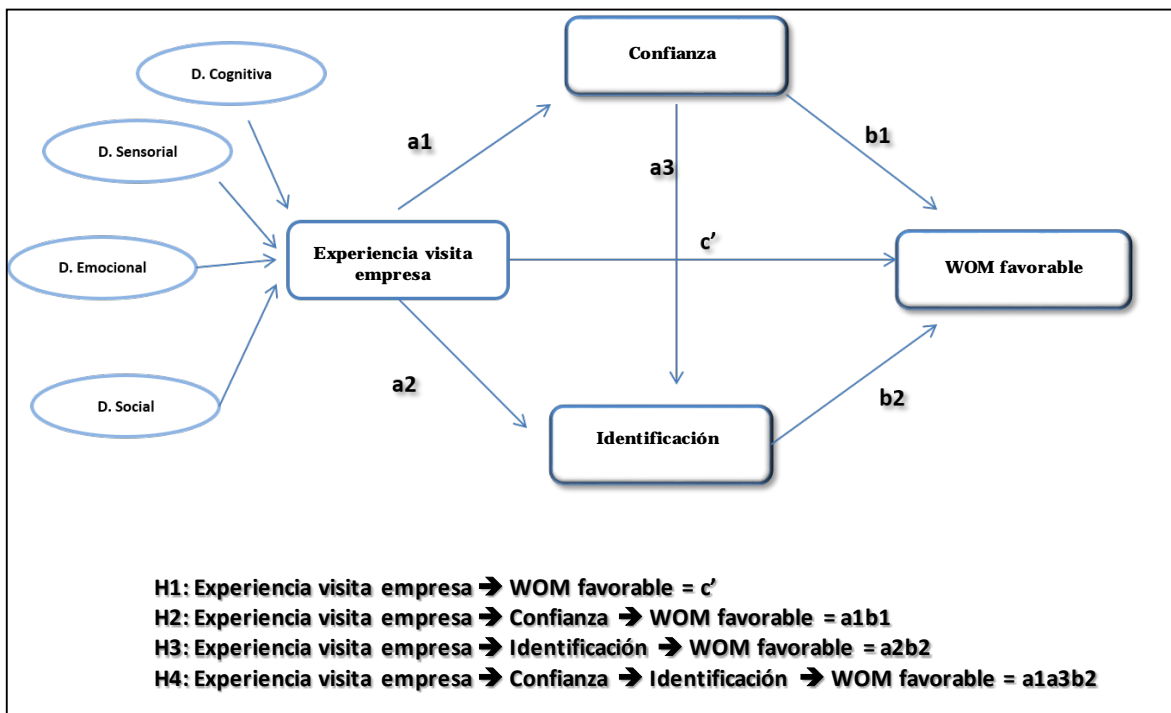 D. Cognitiva
Confianza
D. Sensorial
a1
b1
a3
D. Emocional
Experiencia visita
empresa
c’
WOM favorable
D. Social
a2
b2
Identificación
H1: Experiencia visita empresa ➔ WOM favorable = c’
H2: Experiencia visita empresa ➔ Confianza ➔ WOM favorable = a1b1
H3: Experiencia visita empresa ➔ Identificación ➔ WOM favorable = a2b2
H4: Experiencia visita empresa ➔ Confianza ➔ Identificación ➔ WOM favorable = a1a3b2